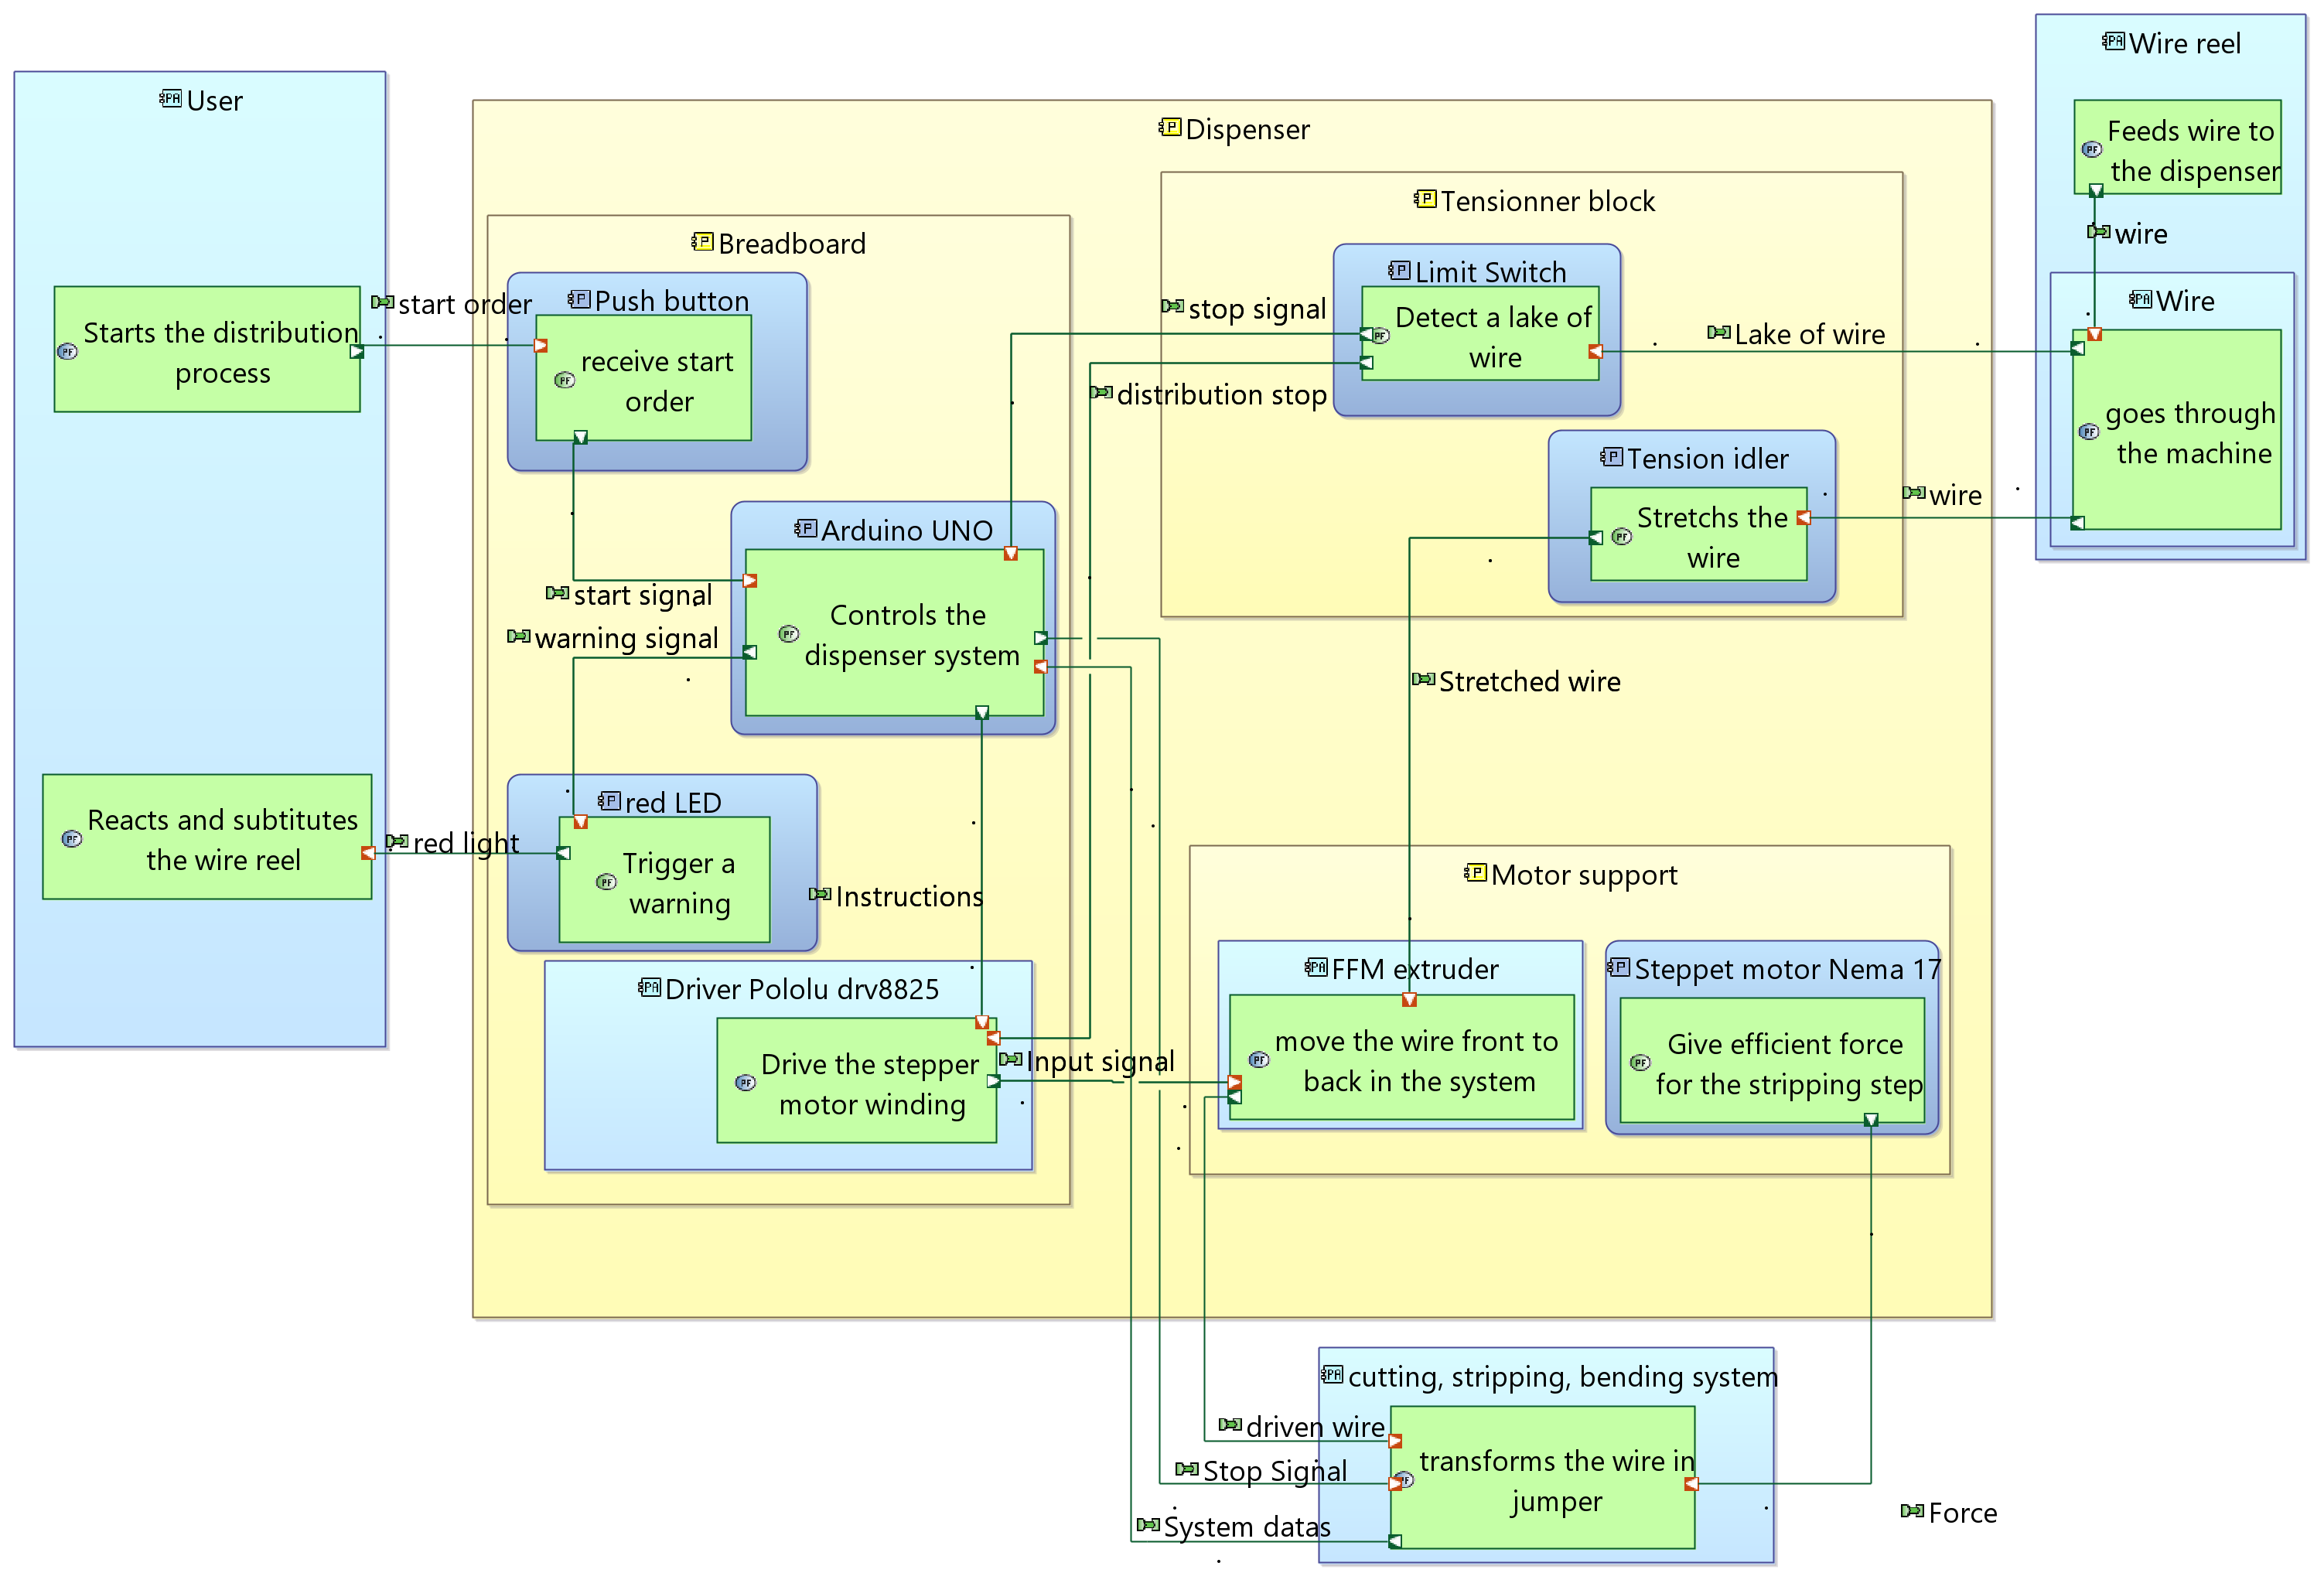 Wire reel
Feeds wire to
the dispenser
wire
Wire
goes through
the machine
User
Starts the distribution
process
start order
Reacts and subtitutes
the wire reel
red light
Dispenser
Breadboard
Push button
receive start
order
start signal
warning signal
Arduino UNO
Controls the
dispenser system
red LED
Trigger a
warning
Instructions
Driver Pololu drv8825
Drive the stepper
motor winding
Input signal
Tensionner block
Limit Switch
Detect a lake of
wire
stop signal
distribution stop
Lake of wire
Tension idler
Stretchs the
wire
wire
Stretched wire
Motor support
FFM extruder
move the wire front to
back in the system
Steppet motor Nema 17
Give efficient force
for the stripping step
cutting, stripping, bending system
transforms the wire in
jumper
driven wire
Stop Signal
System datas
Force